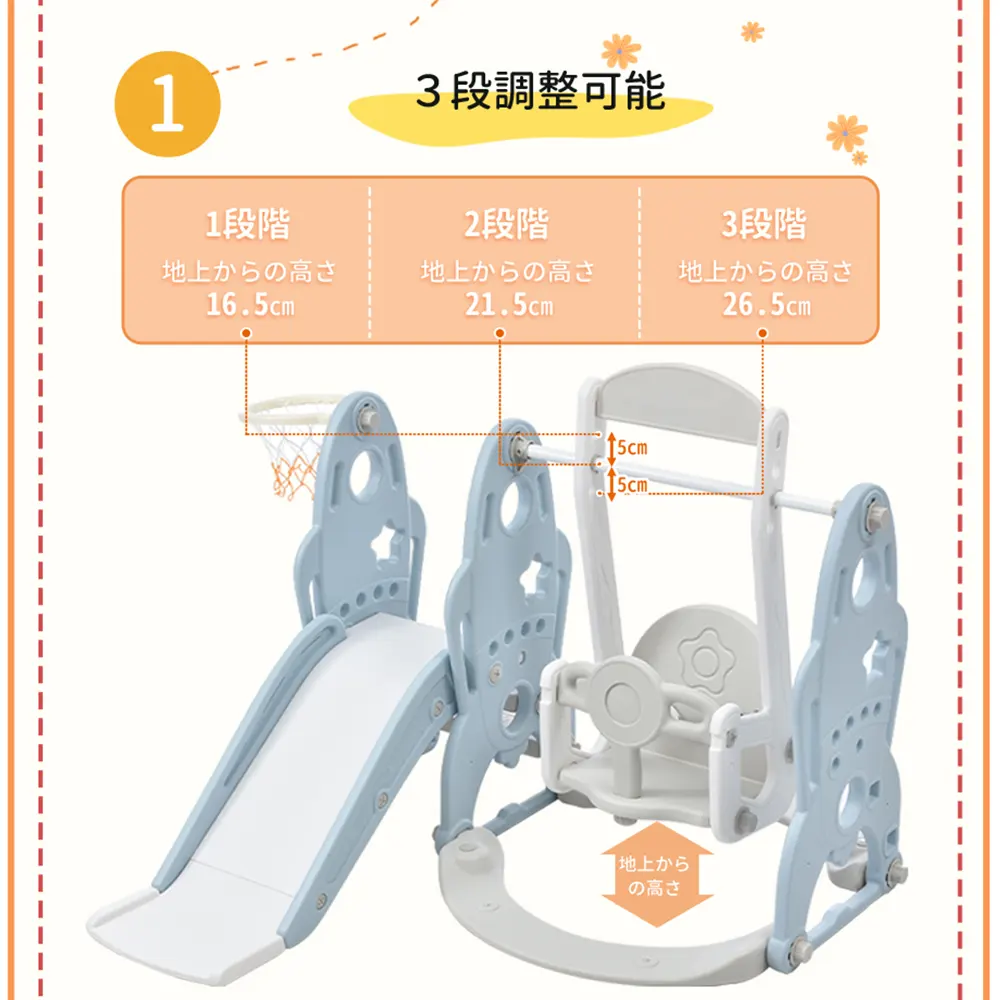 1
3段調整可能
1段階
地上からの高さ
16.5cm
2段階
地上からの高さ
21.5cm
3段階
地上からの高さ
26.5cm
5cm
5cm
地上から
の高さ